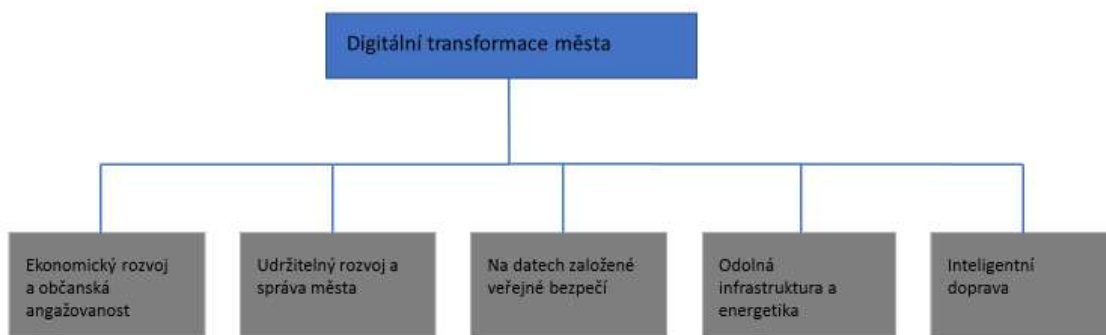 Digitální transformace města
Ekonomický rozvoj
a občanská
angažovanost
Udržitelný rozvoj a
správa města
Na datech založené
veřejné bezpečí
Odolná
infrastruktura a
energetika
Inteligentní
doprava